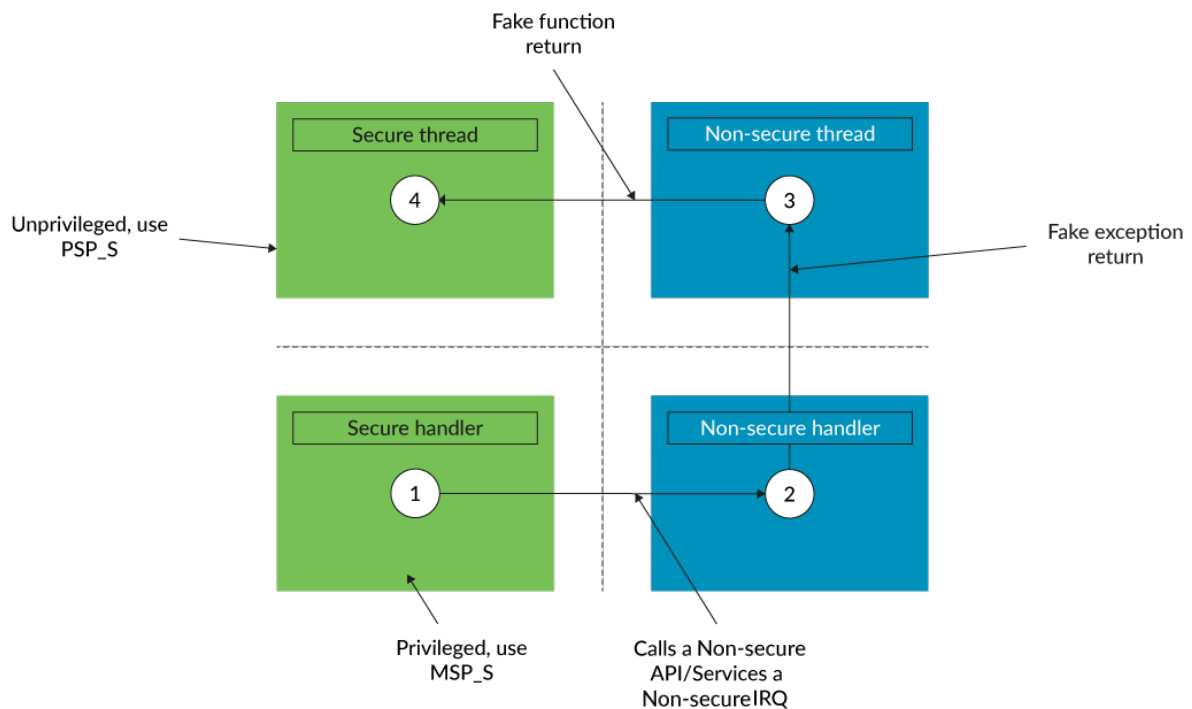 Fake function
return
Secure thread
Non-secure thread
4
3
Unprivileged, use
PSP_S
Fake exception
return
Secure handler
Non-secure handler
1
2
Privileged, use
MSP_S
Calls a Non-secure
API/Services a
Non-secureIRQ